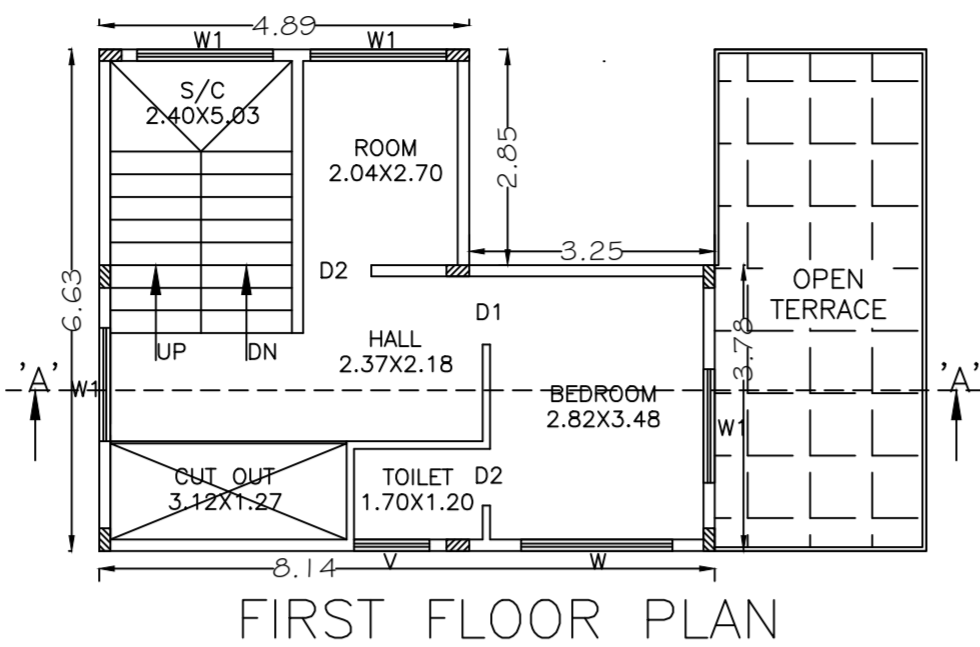 4.89
W1
W1
S/C
2.40X5.03
ROOM
2.04X2.70
2.85
3.25
6.63
D2
OPEN
TERRACE
D1
HALL
2.37X2.18
UP
DN
3.78
'A'
'A'
W1
BEDROOM
2.82X3.48
W1
CUT OUT
3.12X1.27
TOILET
1.70X1.20
D2
V
W
8.14
FIRST FLOOR PLAN